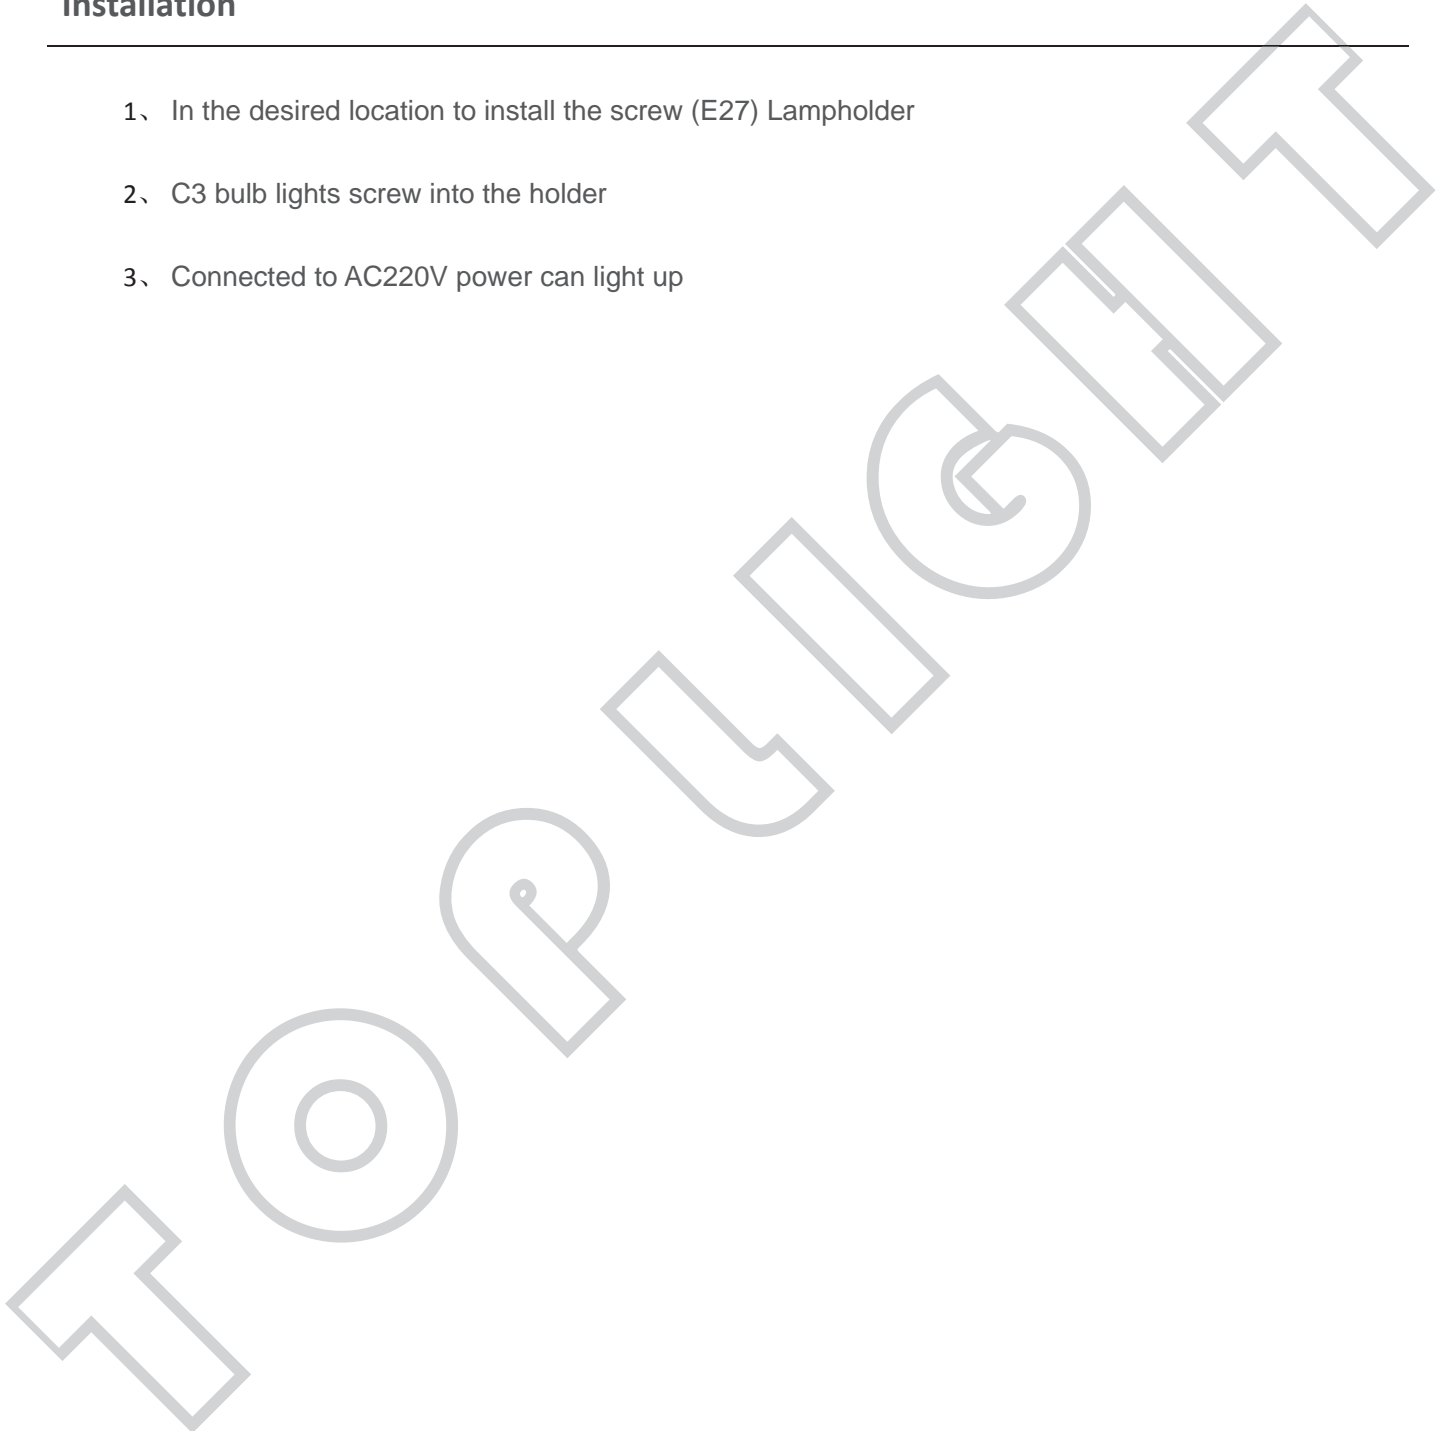 Installation
1、 In the desired location to install the screw (E27) Lampholder
2、 C3 bulb lights screw into the holder
3、 Connected to AC220V power can light up
TOPLIGHT